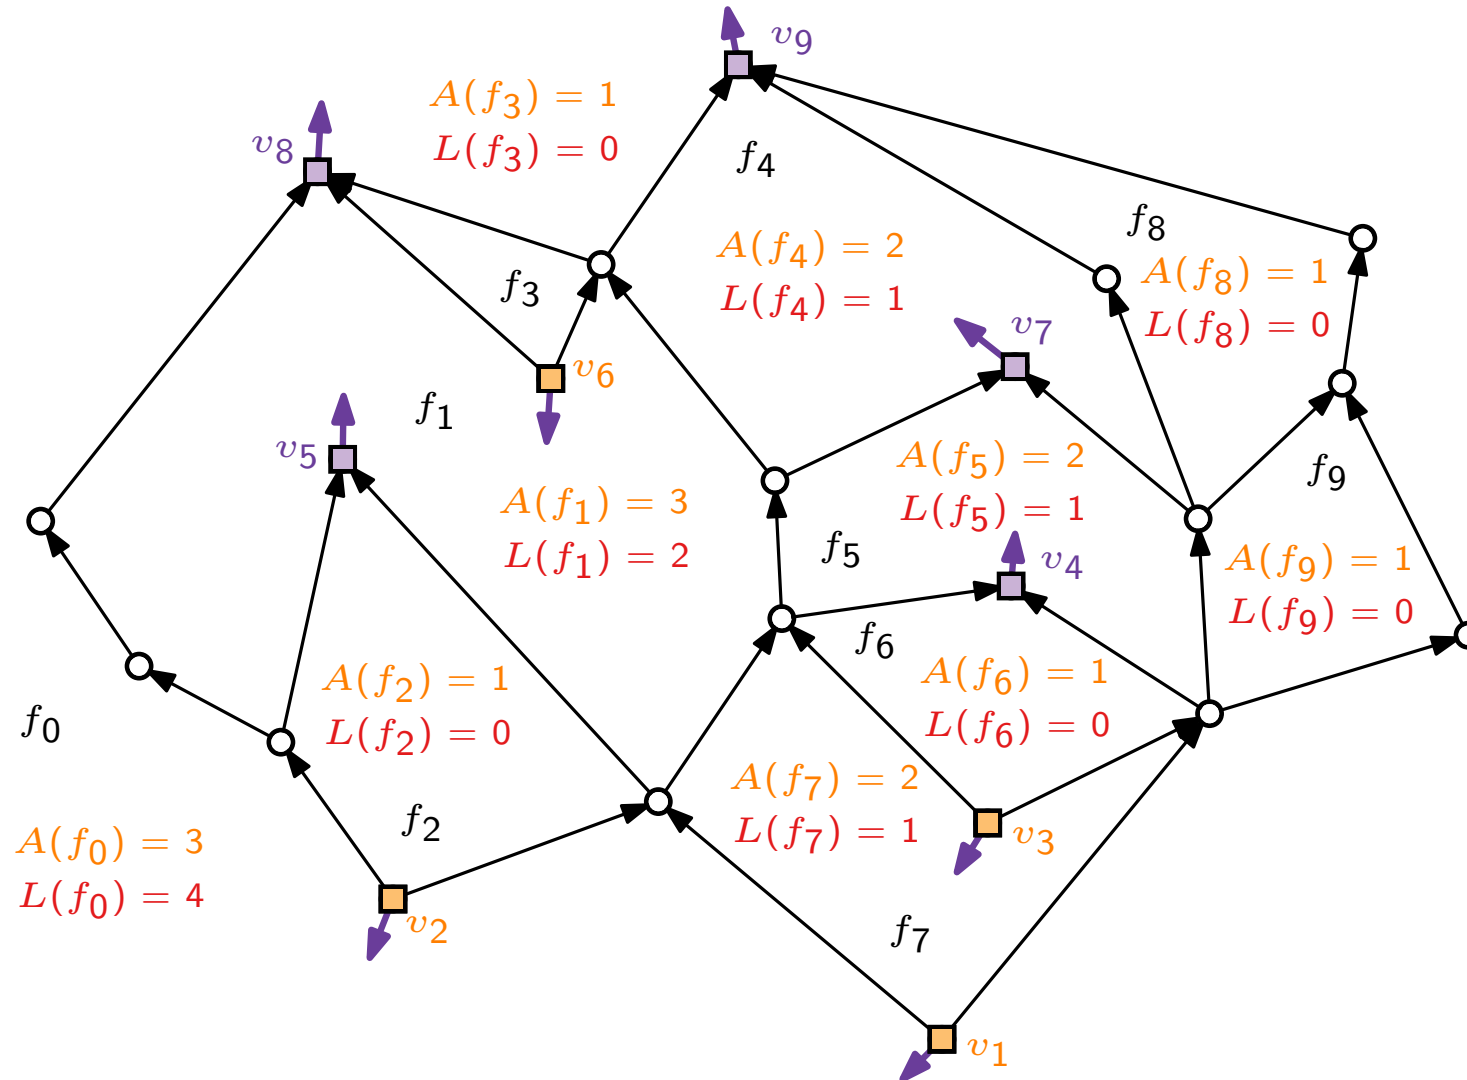 v9
A(f3) = 1
L(f3) = 0
v8
f4
f8
A(f4) = 2
L(f4) = 1
A(f8) = 1
L(f8) = 0
f3
v7
v6
f1
v5
A(f5) = 2
L(f5) = 1
f9
A(f1) = 3
L(f1) = 2
f5
v4
A(f9) = 1
L(f9) = 0
f6
A(f2) = 1
L(f2) = 0
A(f6) = 1
L(f6) = 0
f0
A(f7) = 2
L(f7) = 1
f2
v3
A(f0) = 3
L(f0) = 4
v2
f7
v1